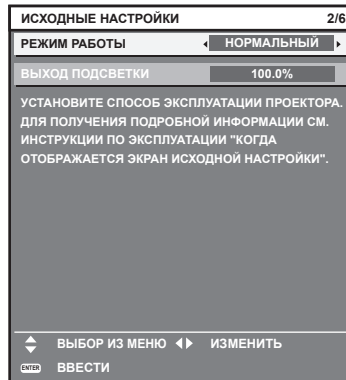 ИСХОДНЫЕ НАСТРОЙКИ 2/6
РЕЖИМ РАБОТЫ НОРМАЛЬНЫЙ
ВЫХОД ПОДСВЕТКИ 100.0%
УСТАНОВИТЕ СПОСОБ ЭКСПЛУАТАЦИИ ПРОЕКТОРА.
ДЛЯ ПОЛУЧЕНИЯ ПОДРОБНОЙ ИНФОРМАЦИИ СМ.
ИНСТРУКЦИИ ПО ЭКСПЛУАТАЦИИ "КОГДА
ОТОБРАЖАЕТСЯ ЭКРАН ИСХОДНОЙ НАСТРОЙКИ".
ВЫБОР ИЗ МЕНЮ ИЗМЕНИТЬ
ENTER ВВЕСТИ